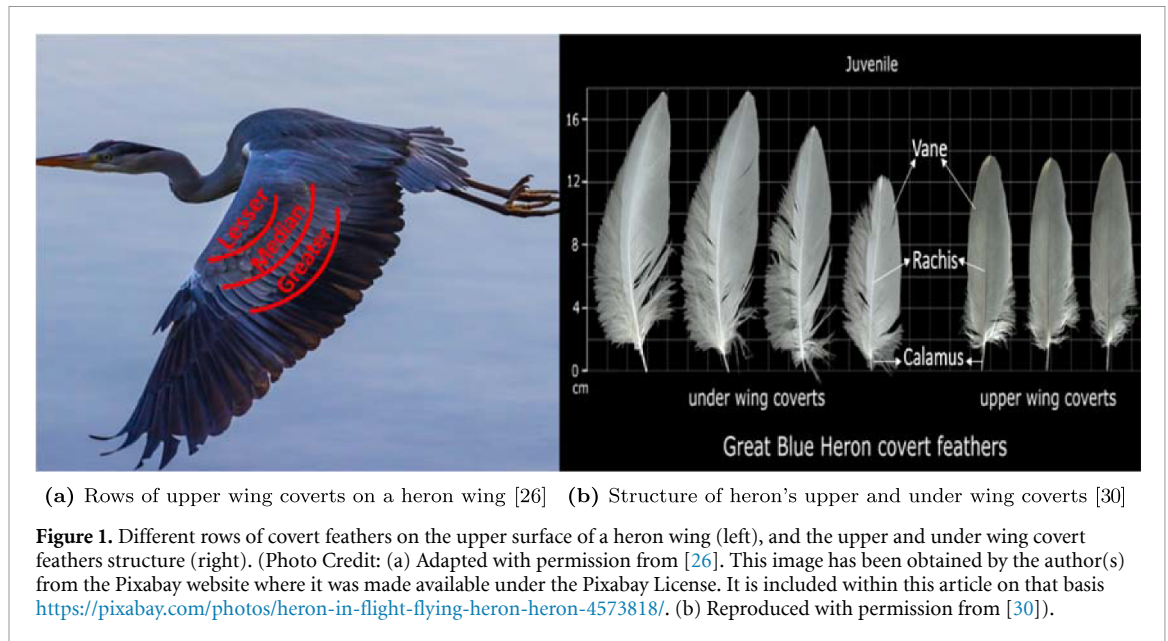 Lesser
Median
Greater
Juvenile
16
12
8
4
0
cm
Vane
Rachis
Calamus
under wing coverts
upper wing coverts
Great Blue Heron covert feathers
(a) Rows of upper wing coverts on a heron wing [26]
(b) Structure of heron's upper and under wing coverts [30]
Figure 1. Different rows of covert feathers on the upper surface of a heron wing (left), and the upper and under wing covert
feathers structure (right). (Photo Credit: (a) Adapted with permission from [26]. This image has been obtained by the author(s)
from the Pixabay website where it was made available under the Pixabay License. It is included within this article on that basis
https://pixabay.com/photos/heron-in-flight-flying-heron-heron-4573818/. (b) Reproduced with permission from [30]).